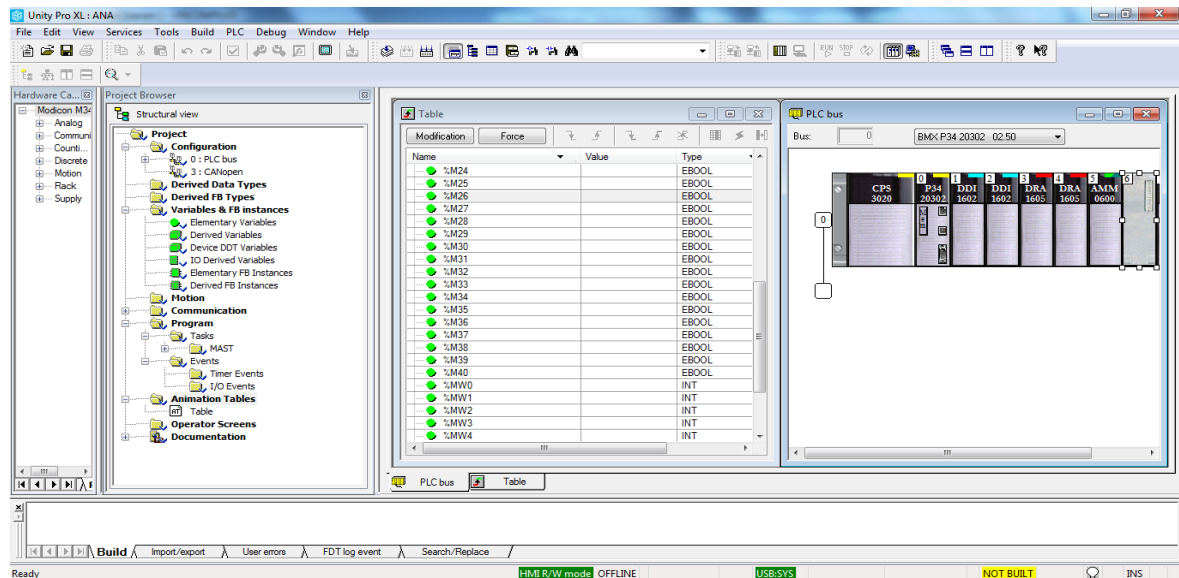 Unity Pro XL : ANA
File Edit View Services Tools Build PLC Debug Window Help
Hardware Ca...
Modicon M34
Analog
Communi
Counti...
Discrete
Motion
Rack
Supply
Project Browser
Structural view
Project
Configuration
0 : PLC bus
3 : CANopen
Derived Data Types
Derived FB Types
Variables & FB instances
Elementary Variables
Derived Variables
Device DDT Variables
IO Derived Variables
Elementary FB Instances
Derived FB Instances
Motion
Communication
Program
Tasks
MAST
Events
Timer Events
I/O Events
Animation Tables
Table
Operator Screens
Documentation
Table
Modification Force
Name Value Type
%M24 EBOOL
%M25 EBOOL
%M26 EBOOL
%M27 EBOOL
%M28 EBOOL
%M29 EBOOL
%M30 EBOOL
%M31 EBOOL
%M32 EBOOL
%M33 EBOOL
%M34 EBOOL
%M35 EBOOL
%M36 EBOOL
%M37 EBOOL
%M38 EBOOL
%M39 EBOOL
%M40 EBOOL
%MW0 INT
%MW1 INT
%MW2 INT
%MW3 INT
%MW4 INT
PLC bus
Bus: 0 BMX P34 20302 02.50
0 1 2 3 4 5 6
CPS P34 DDI DDI DRA DRA AMM
3020 20302 1602 1602 1605 1605 0600
0
PLC bus Table
Build Import/export User errors FDT log event Search/Replace
Ready HMI R/W mode OFFLINE USB:SYS NOT BUILT INS